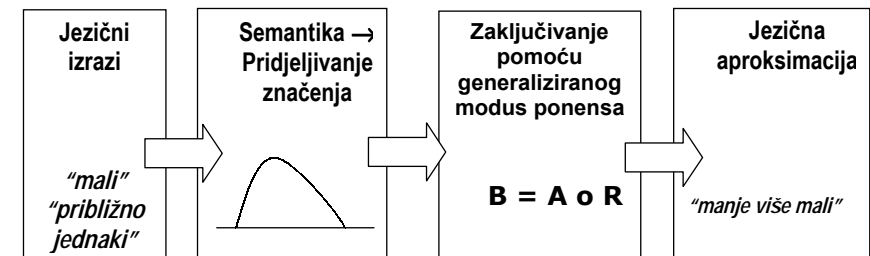 Jezični
izrazi
“mali”
“približno
jednaki”
Semantika →
Pridjeljivanje
značenja
Zaključivanje
pomoću
generaliziranog
modus ponensa
B = A o R
Jezična
aproksimacija
“manje više mali”